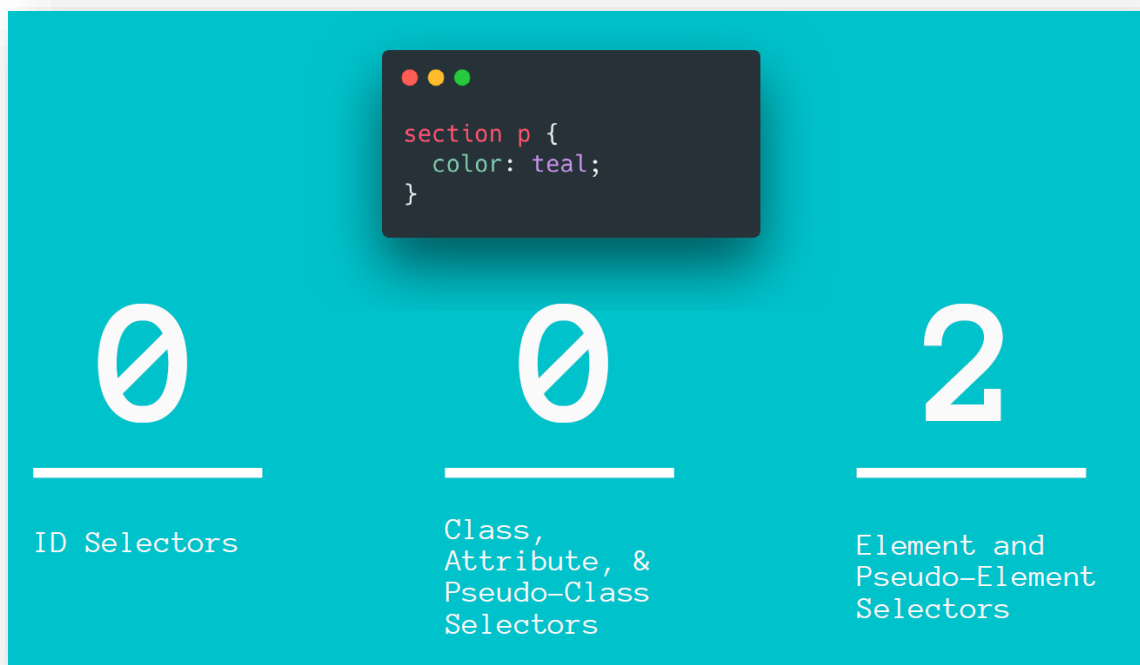 section p {
  color: teal;
}
0
0
2
ID Selectors
Class,
Attribute, &
Pseudo-Class
Selectors
Element and
Pseudo-Element
Selectors